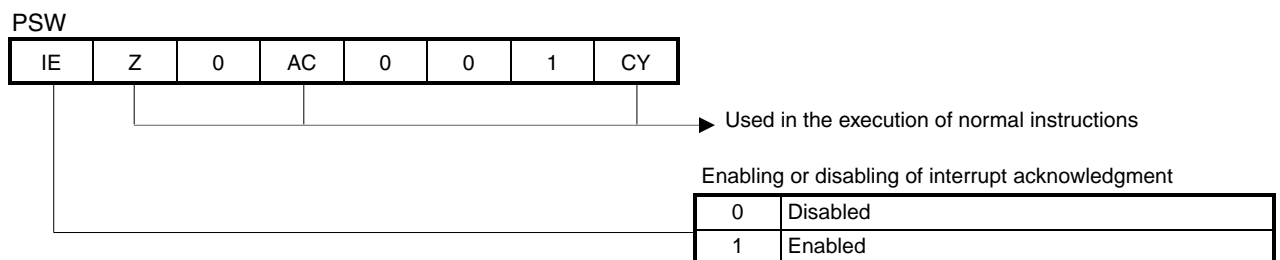 PSW
IE Z 0 AC 0 0 1 CY
Used in the execution of normal instructions
Enabling or disabling of interrupt acknowledgment
0 Disabled
1 Enabled